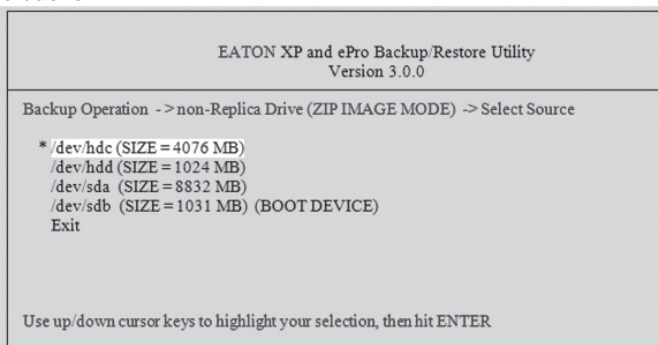 EATON XP and ePro Backup/Restore Utility
Version 3.0.0
Backup Operation -> non-Replica Drive (ZIP IMAGE MODE) -> Select Source
* /dev/hdc (SIZE = 4076 MB)
/dev/hdd (SIZE = 1024 MB)
/dev/sda (SIZE = 8832 MB)
/dev/sdb (SIZE = 1031 MB) (BOOT DEVICE)
Exit
Use up/down cursor keys to highlight your selection, then hit ENTER